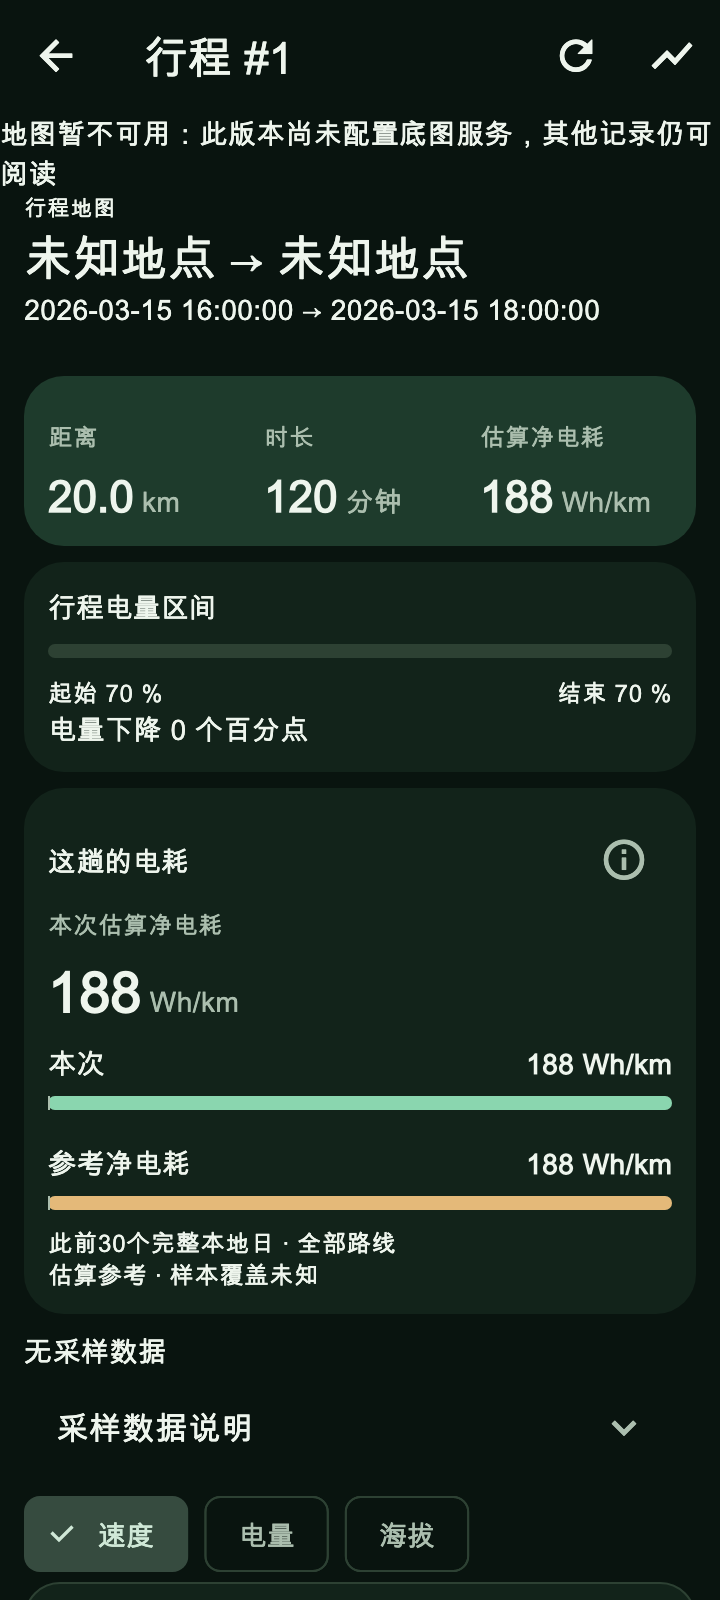 行程 #1
地图暂不可用：此版本尚未配置底图服务，其他记录仍可
阅读
行程地图
未知地点 → 未知地点
2026-03-15 16:00:00 → 2026-03-15 18:00:00
距离 时长 估算净电耗
20.0 km 120 分钟 188 Wh/km
行程电量区间
起始 70 % 结束 70 %
电量下降 0 个百分点
这趟的电耗
本次估算净电耗
188 Wh/km
本次 188 Wh/km
参考净电耗 188 Wh/km
此前30个完整本地日 · 全部路线
估算参考 · 样本覆盖未知
无采样数据
采样数据说明
速度 电量 海拔